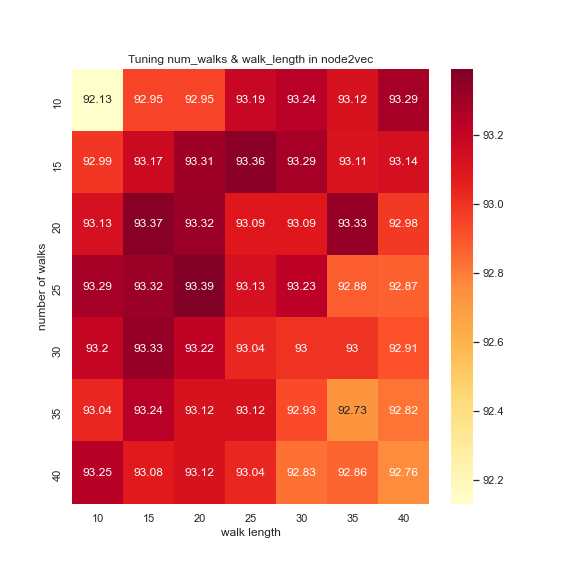 Tuning num_walks & walk_length in node2vec
10 92.13 92.95 92.95 93.19 93.24 93.12 93.29
15 92.99 93.17 93.31 93.36 93.29 93.11 93.14
20 93.13 93.37 93.32 93.09 93.09 93.33 92.98
25 93.29 93.32 93.39 93.13 93.23 92.88 92.87
30 93.2 93.33 93.22 93.04 93 93 92.91
35 93.04 93.24 93.12 93.12 92.93 92.73 92.82
40 93.25 93.08 93.12 93.04 92.83 92.86 92.76
10 15 20 25 30 35 40
walk length
number of walks
93.2
93.0
92.8
92.6
92.4
92.2